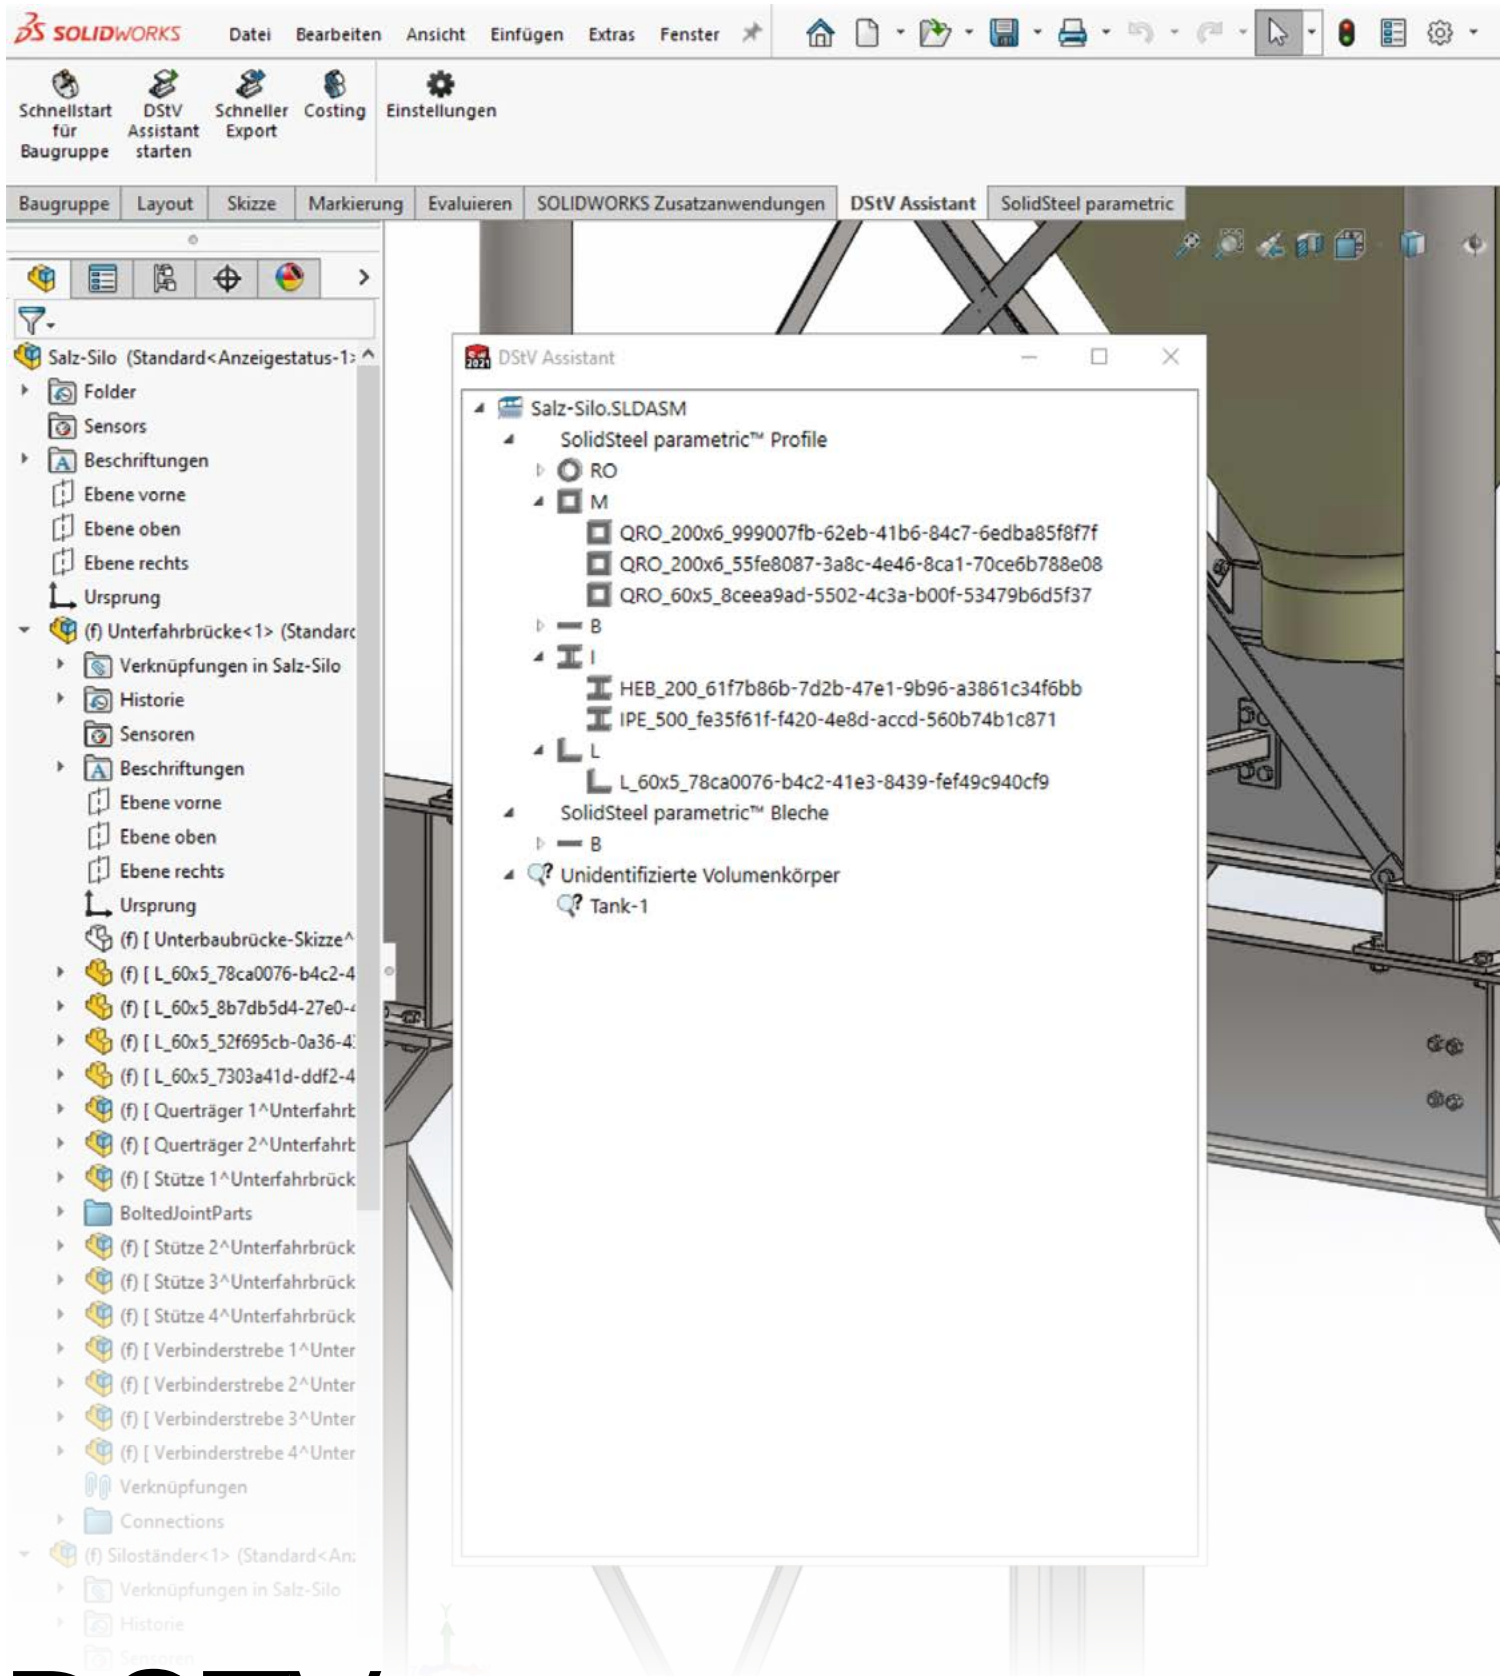 SOLIDWORKS Datei Bearbeiten Ansicht Einfügen Extras Fenster
Schnellstart für Baugruppe
DStV Assistant starten
Schneller Export
Costing
Einstellungen
Baugruppe Layout Skizze Markierung Evaluieren SOLIDWORKS Zusatzanwendungen DStV Assistant SolidSteel parametric
Salz-Silo (Standard<Anzeigestatus-1>
Folder
Sensors
Beschriftungen
Ebene vorne
Ebene oben
Ebene rechts
Ursprung
(f) Unterfahrbrücke<1> (Standard
Verknüpfungen in Salz-Silo
Historie
Sensoren
Beschriftungen
Ebene vorne
Ebene oben
Ebene rechts
Ursprung
(f) [ Unterbaubrücke-Skizze^
(f) [ L_60x5_78ca0076-b4c2-4
(f) [ L_60x5_8b7db5d4-27e0-4
(f) [ L_60x5_52f695cb-0a36-4
(f) [ L_60x5_7303a41d-ddf2-4
(f) [ Querträger 1^Unterfahrb
(f) [ Querträger 2^Unterfahrb
(f) [ Stütze 1^Unterfahrbrück
BoltedJointParts
(f) [ Stütze 2^Unterfahrbrück
(f) [ Stütze 3^Unterfahrbrück
(f) [ Stütze 4^Unterfahrbrück
(f) [ Verbinderstrebe 1^Unter
(f) [ Verbinderstrebe 2^Unter
(f) [ Verbinderstrebe 3^Unter
(f) [ Verbinderstrebe 4^Unter
Verknüpfungen
Connections
(f) Siloständer<1> (Standard<Anz
Verknüpfungen in Salz-Silo
Historie
Sensoren
DStV Assistant
Salz-Silo.SLDASM
SolidSteel parametric™ Profile
RO
M
QRO_200x6_999007fb-62eb-41b6-84c7-6edba85f8f7f
QRO_200x6_55fe8087-3a8c-4e46-8ca1-70ce6b788e08
QRO_60x5_8ceea9ad-5502-4c3a-b00f-53479b6d5f37
B
I
HEB_200_61f7b86b-7d2b-47e1-9b96-a3861c34f6bb
IPE_500_fe35f61f-f420-4e8d-accd-560b74b1c871
L
L_60x5_78ca0076-b4c2-41e3-8439-fef49c940cf9
SolidSteel parametric™ Bleche
B
Unidentifizierte Volumenkörper
Tank-1